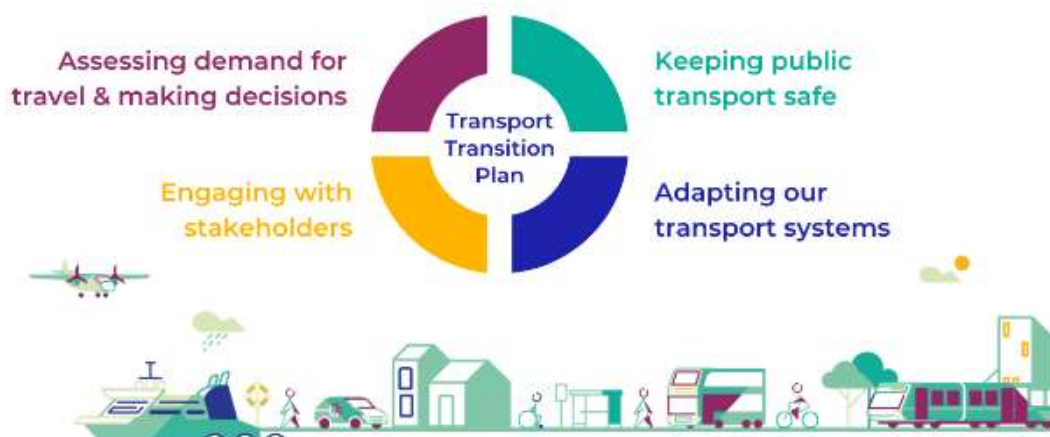 Assessing demand for
travel & making decisions
Keeping public
transport safe
Transport
Transition
Plan
Engaging with
stakeholders
Adapting our
transport systems